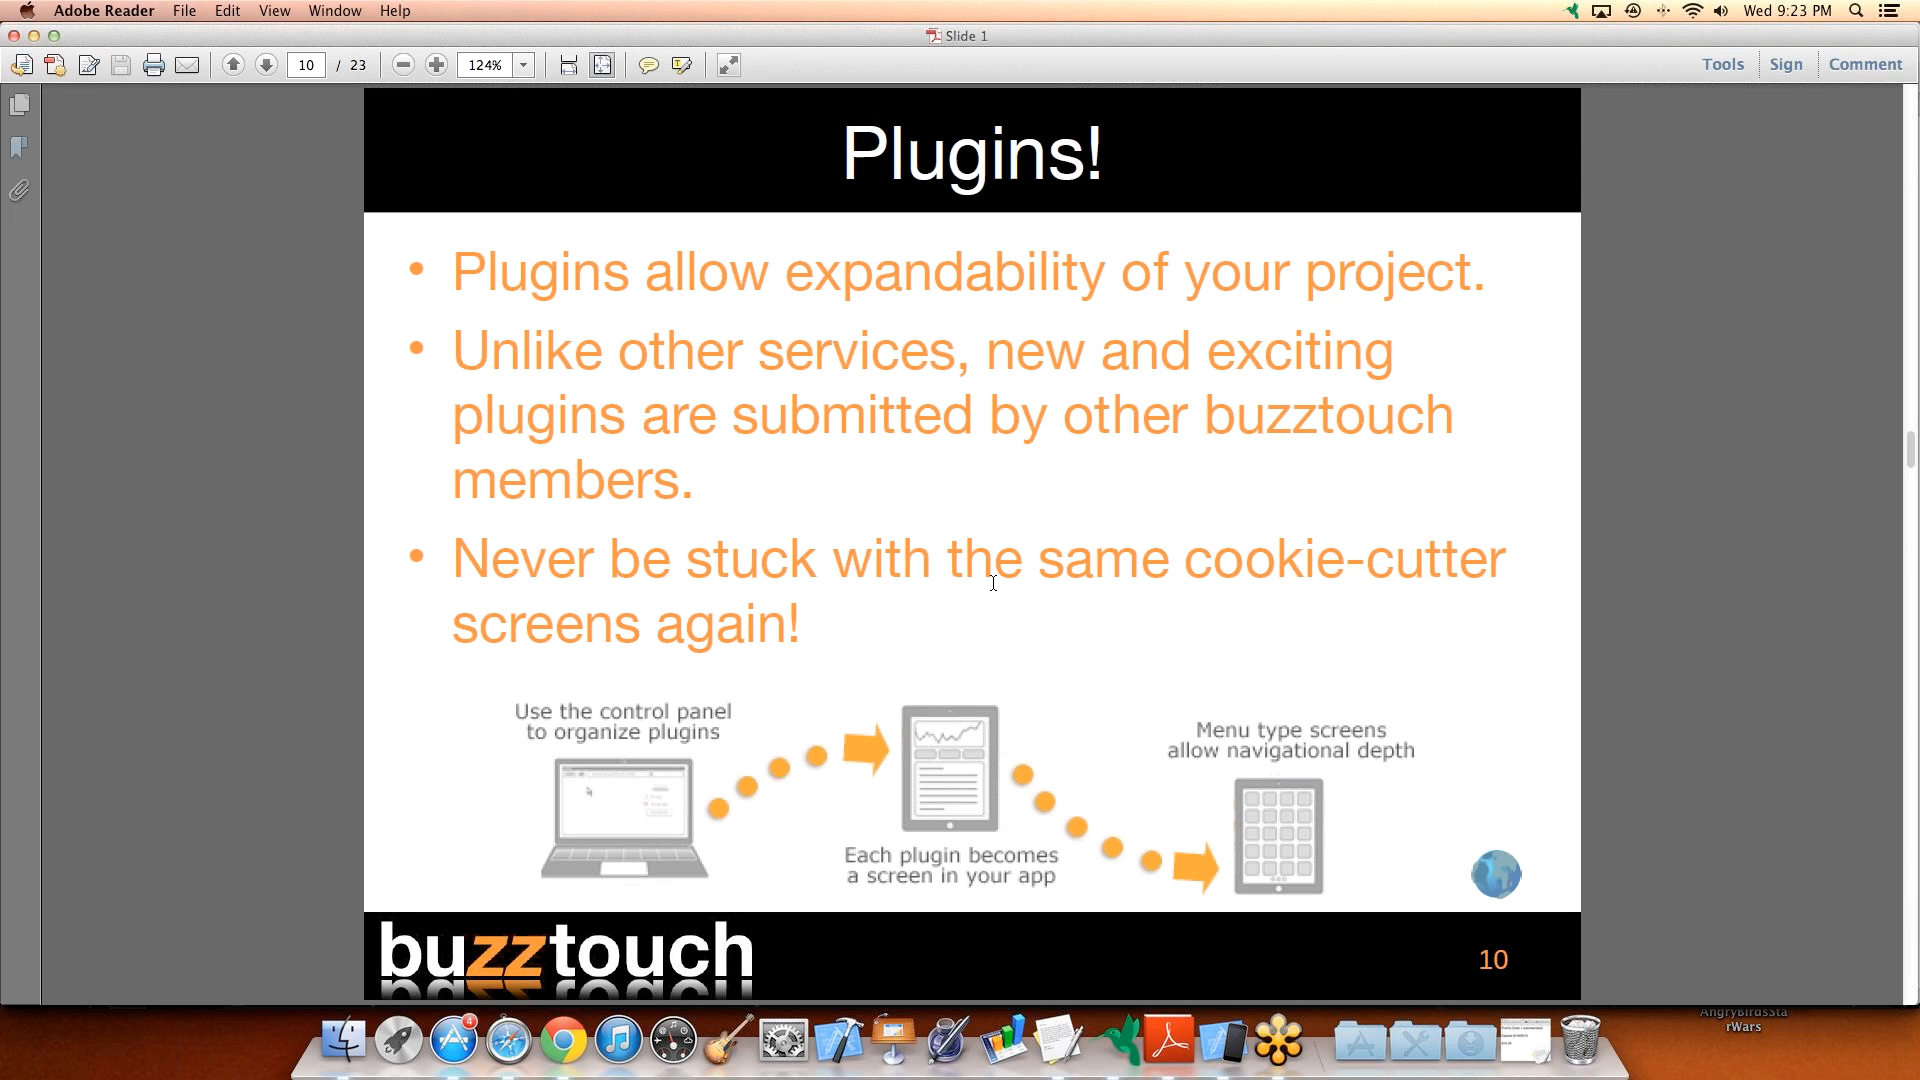 Adobe Reader File Edit View Window Help Wed 9:23 PM
Slide 1
10 / 23 124% Tools Sign Comment
Plugins!
• Plugins allow expandability of your project.
• Unlike other services, new and exciting
plugins are submitted by other buzztouch
members.
• Never be stuck with the same cookie-cutter
screens again!
Use the control panel
to organize plugins
Each plugin becomes
a screen in your app
Menu type screens
allow navigational depth
buzztouch
10
4
AngryBirdsSta
rWars